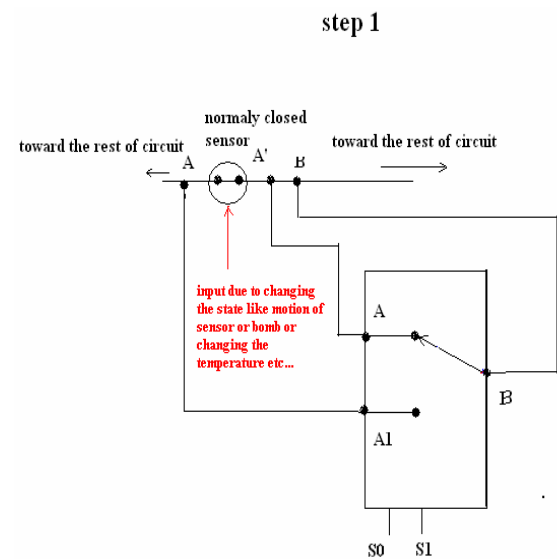 step 1
normaly closed
sensor
toward the rest of circuit
toward the rest of circuit
A
A'
B
input due to changing
the state like motion of
sensor or bomb or
changing the
temperature etc...
A
B
A1
S0
S1